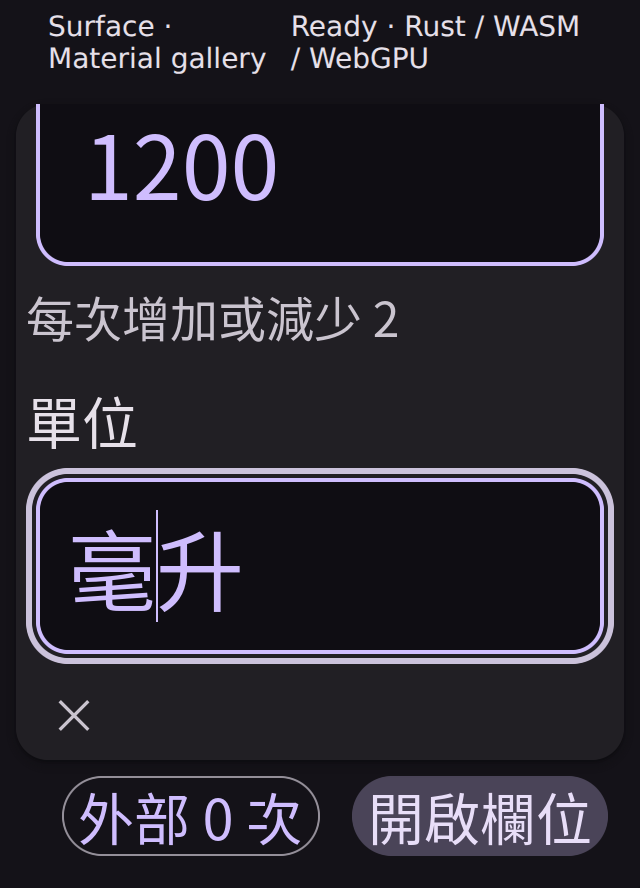 Surface ·
Material gallery
Ready · Rust / WASM
/ WebGPU
1200
每次增加或減少 2
單位
毫升
外部 0 次
開啟欄位